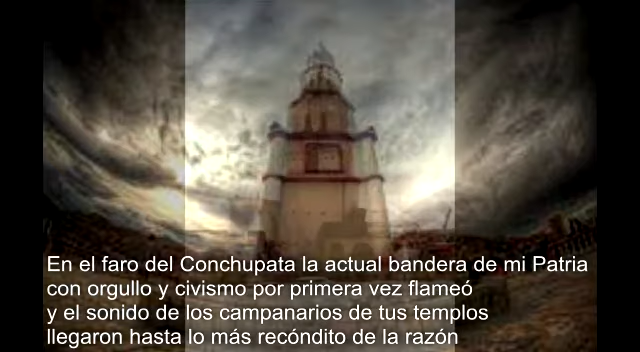 En el faro del Conchupata la actual bandera de mi Patria
con orgullo y civismo por primera vez flameó
y el sonido de los campanarios de tus templos
llegaron hasta lo más recóndito de la razón